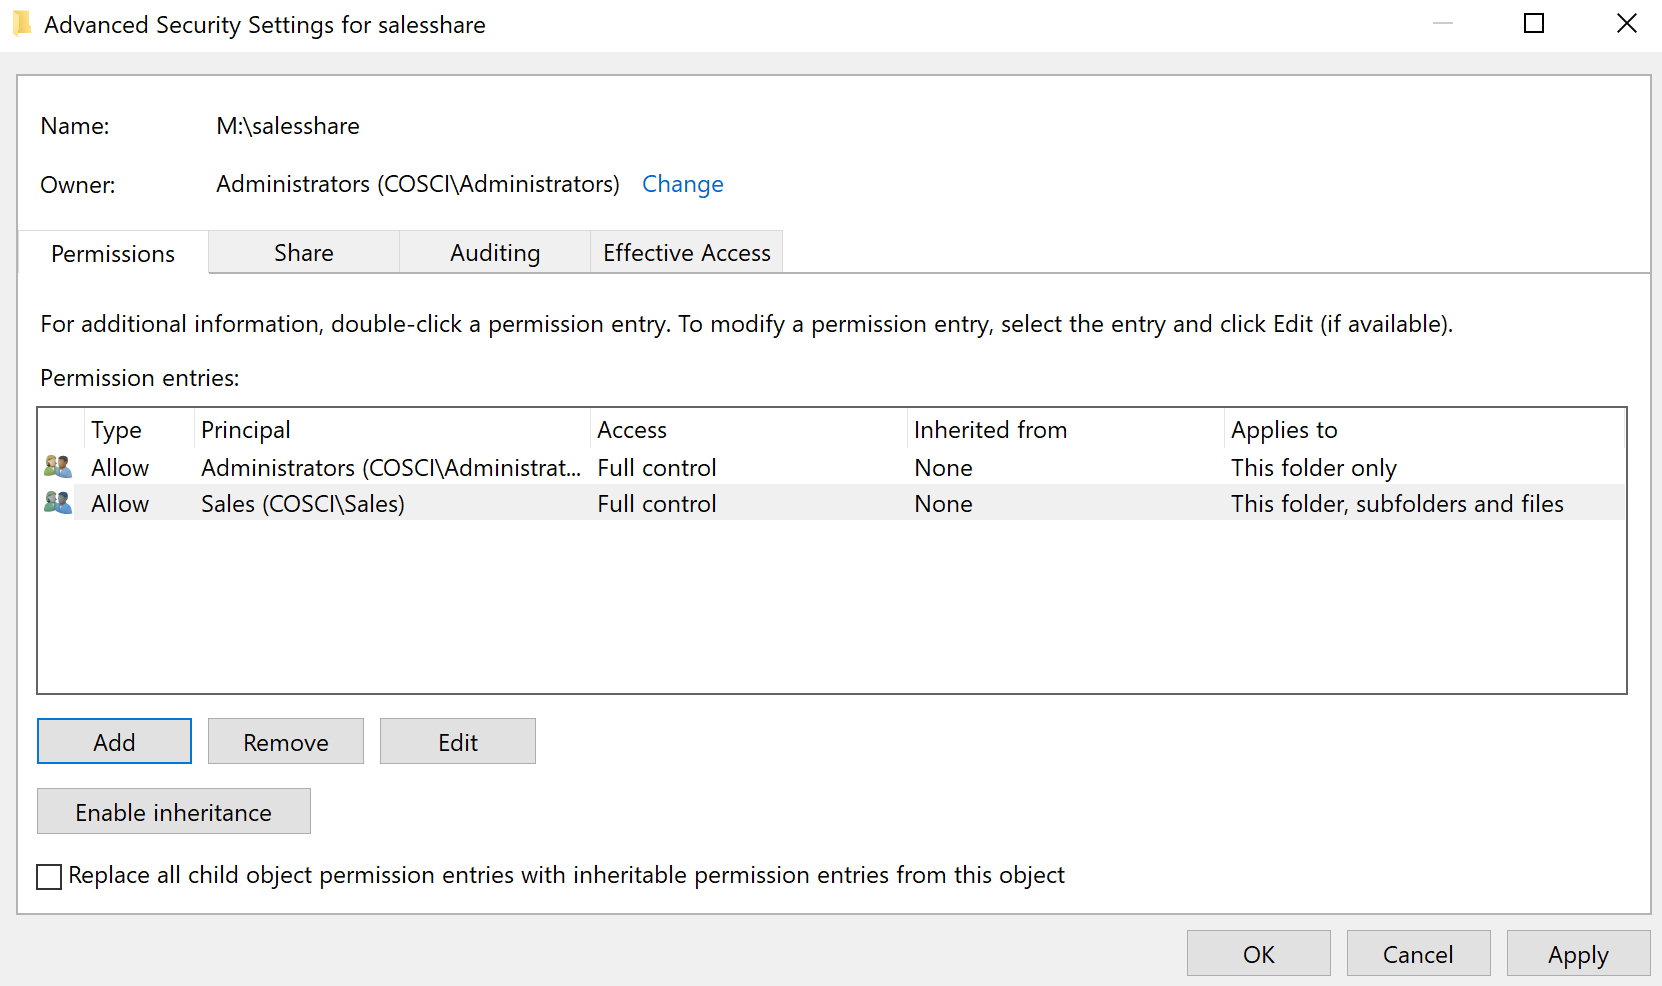 Advanced Security Settings for salesshare
Name: M:\salesshare
Owner: Administrators (COSCI\Administrators) Change
Permissions Share Auditing Effective Access
For additional information, double-click a permission entry. To modify a permission entry, select the entry and click Edit (if available).
Permission entries:
Type Principal Access Inherited from Applies to
Allow Administrators (COSCI\Administrat... Full control None This folder only
Allow Sales (COSCI\Sales) Full control None This folder, subfolders and files
Add Remove Edit
Enable inheritance
Replace all child object permission entries with inheritable permission entries from this object
OK Cancel Apply